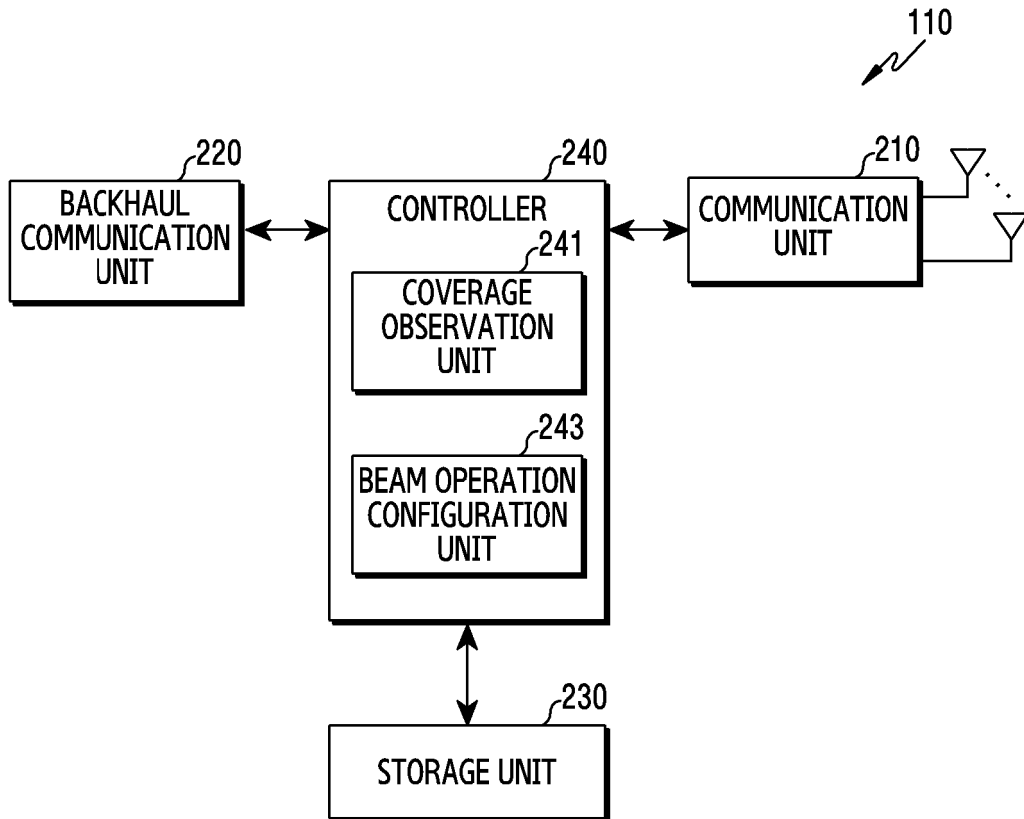 110
220
BACKHAUL
COMMUNICATION
UNIT
240
CONTROLLER
210
COMMUNICATION
UNIT
241
COVERAGE
OBSERVATION
UNIT
243
BEAM OPERATION
CONFIGURATION
UNIT
230
STORAGE UNIT